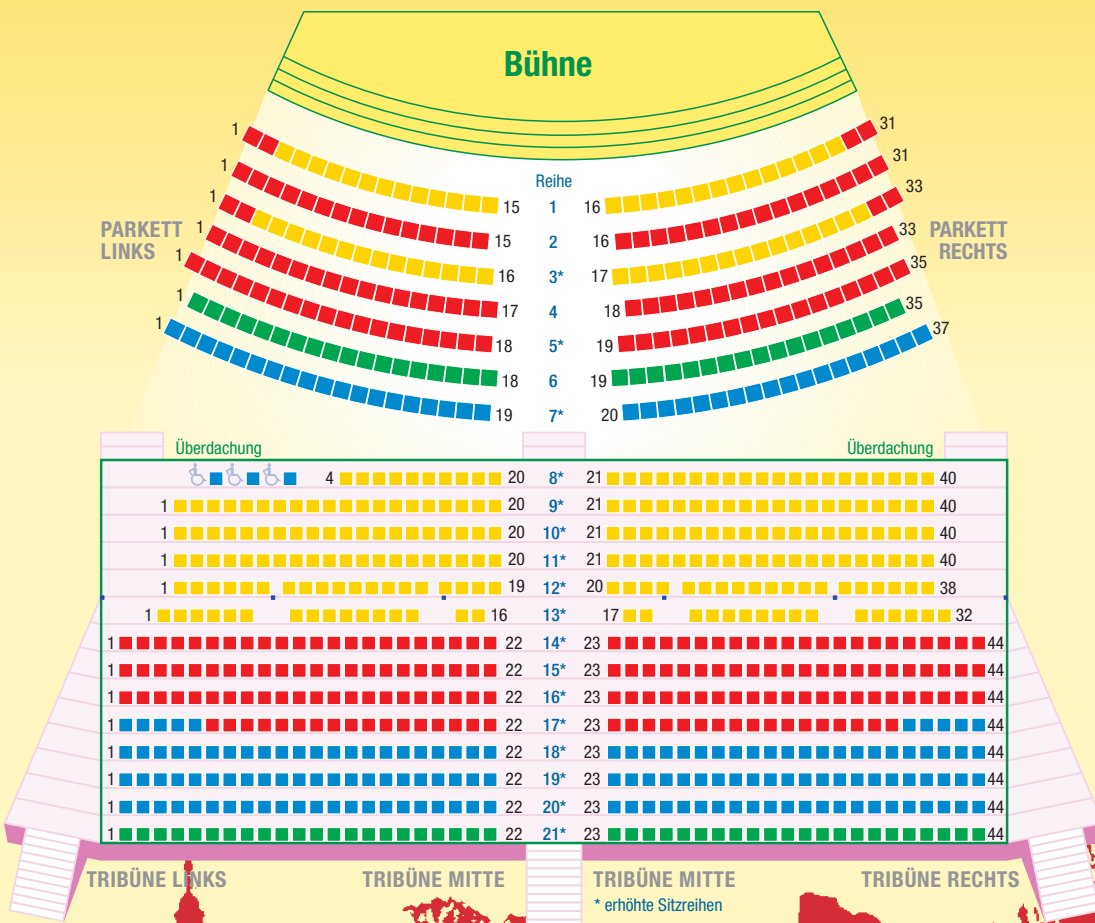 Bühne
Reihe
PARKETT LINKS
PARKETT RECHTS
1 15 1 16 31
1 15 2 16 31
1 16 3* 17 33
1 17 4 18 33
1 18 5* 19 35
1 18 6 19 35
1 19 7* 20 37
Überdachung Überdachung
4 20 8* 21 40
1 20 9* 21 40
1 20 10* 21 40
1 20 11* 21 40
1 19 12* 20 38
1 16 13* 17 32
1 22 14* 23 44
1 22 15* 23 44
1 22 16* 23 44
1 22 17* 23 44
1 22 18* 23 44
1 22 19* 23 44
1 22 20* 23 44
1 22 21* 23 44
TRIBÜNE LINKS TRIBÜNE MITTE TRIBÜNE MITTE TRIBÜNE RECHTS
* erhöhte Sitzreihen